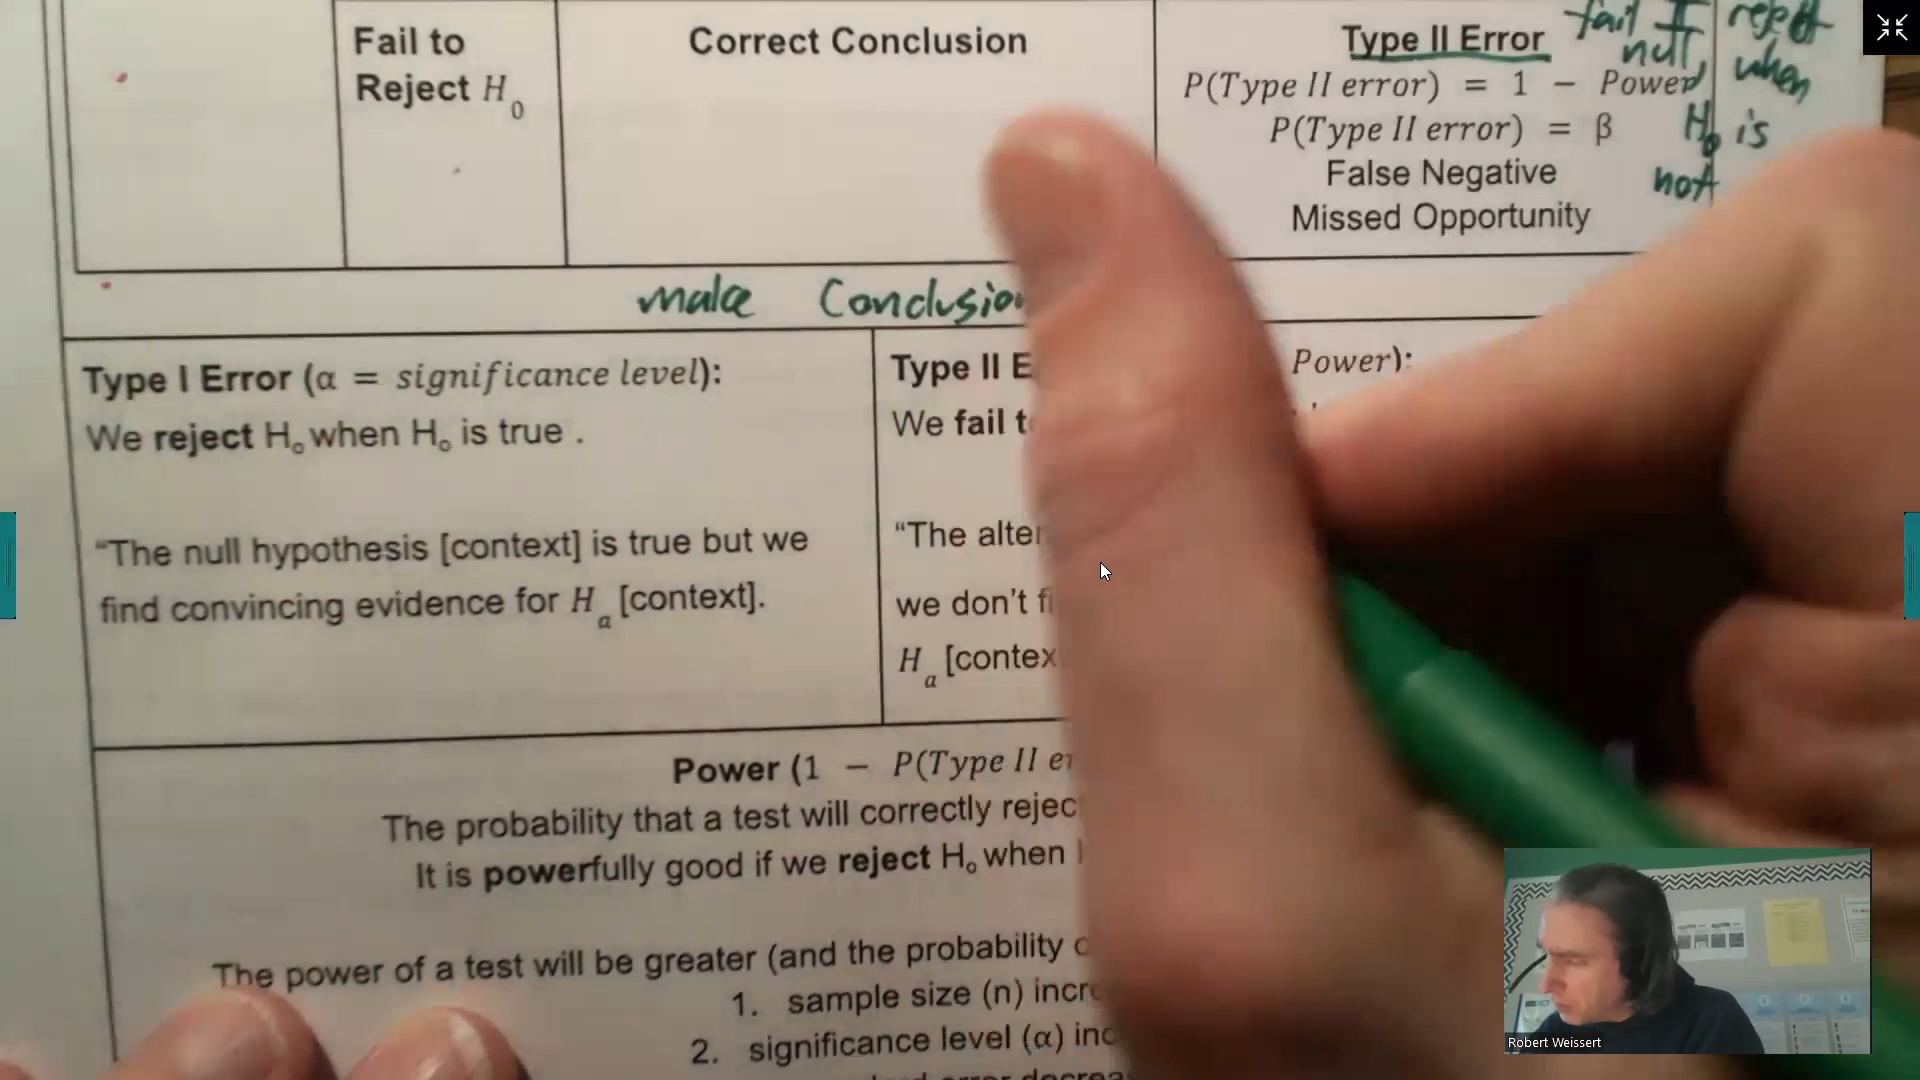 Fail to
Reject H0
Correct Conclusion
Type II Error
P(Type II error) = 1 − Power
P(Type II error) = β
False Negative
Missed Opportunity
fail reject
null, when
H0 is
not
make Conclusion
Type I Error (α = significance level):
We reject Ho when Ho is true .
“The null hypothesis [context] is true but we
find convincing evidence for Ha [context].
Type II E
Power):
We fail
“The alter
we don't
Ha [contex
Power (1 − P(Type II er
The probability that a test will correctly rejec
It is powerfully good if we reject Ho when
The power of a test will be greater (and the probability
1. sample size (n) incr
2. significance level (α) inc
Robert Weissert